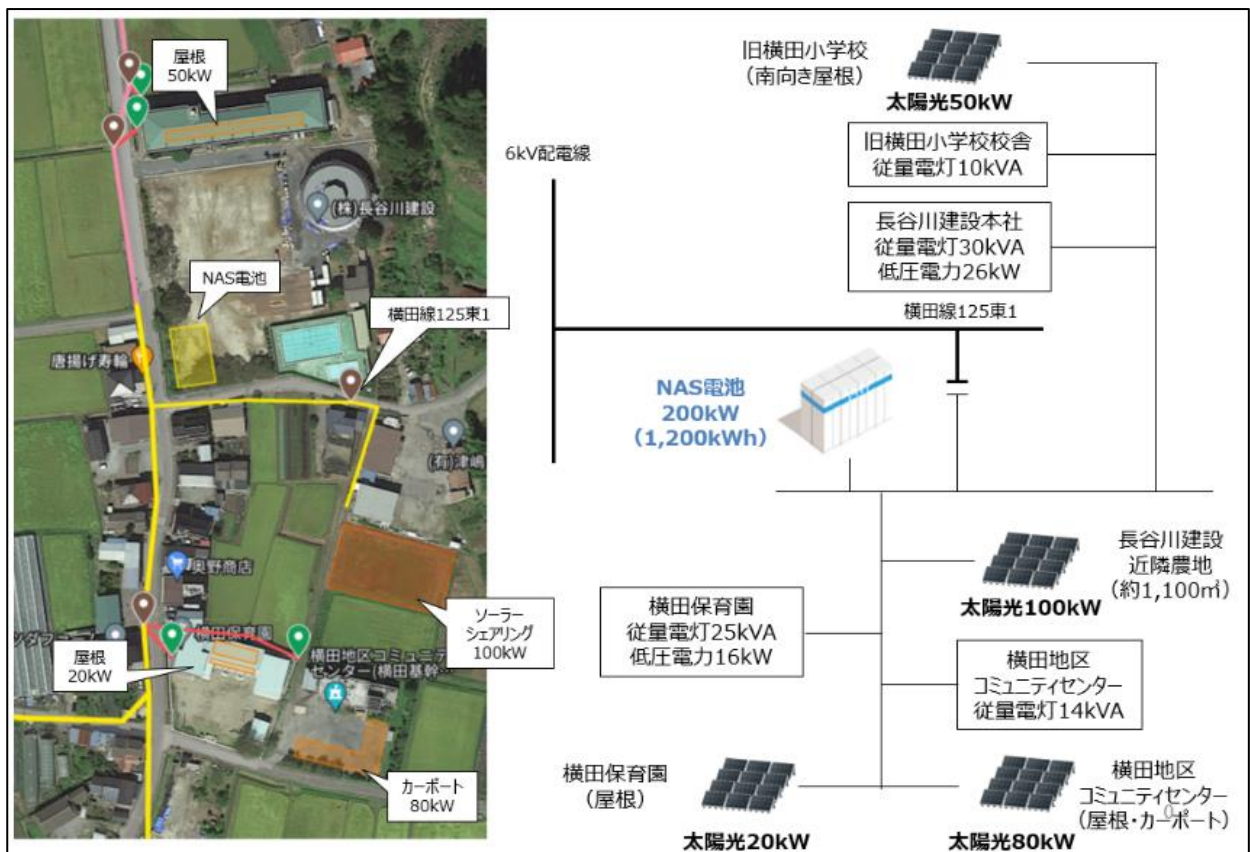 屋根
50kW
(株)長谷川建設
NAS電池
横田線125東1
唐揚げ寿輪
(有)津嶋
奥野商店
ソーラー
シェアリング
100kW
ンダフ
横田保育園
屋根
20kW
横田地区コミュニテ
センター(横田基幹…
カーポート
80kW
旧横田小学校
（南向き屋根）
太陽光50kW
6kV配電線
旧横田小学校校舎
従量電灯10kVA
長谷川建設本社
従量電灯30kVA
低圧電力26kW
横田線125東1
NAS電池
200kW
（1,200kWh）
長谷川建設
近隣農地
（約1,100㎡）
太陽光100kW
横田保育園
従量電灯25kVA
低圧電力16kW
横田地区
コミュニティセンター
従量電灯14kVA
横田保育園
（屋根）
太陽光20kW
横田地区
コミュニティセンター
（屋根・カーポート）
太陽光80kW